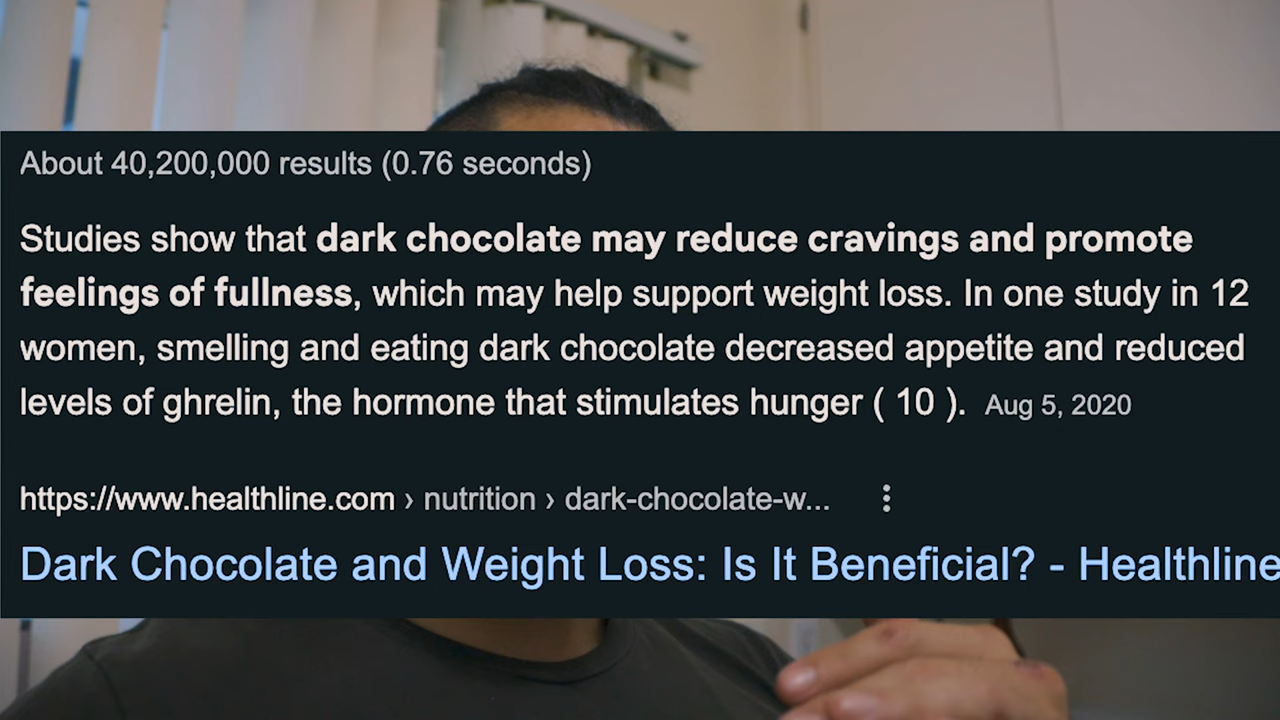 About 40,200,000 results (0.76 seconds)
Studies show that dark chocolate may reduce cravings and promote
feelings of fullness, which may help support weight loss. In one study in 12
women, smelling and eating dark chocolate decreased appetite and reduced
levels of ghrelin, the hormone that stimulates hunger ( 10 ). Aug 5, 2020
https://www.healthline.com › nutrition › dark-chocolate-w...
Dark Chocolate and Weight Loss: Is It Beneficial? - Healthline